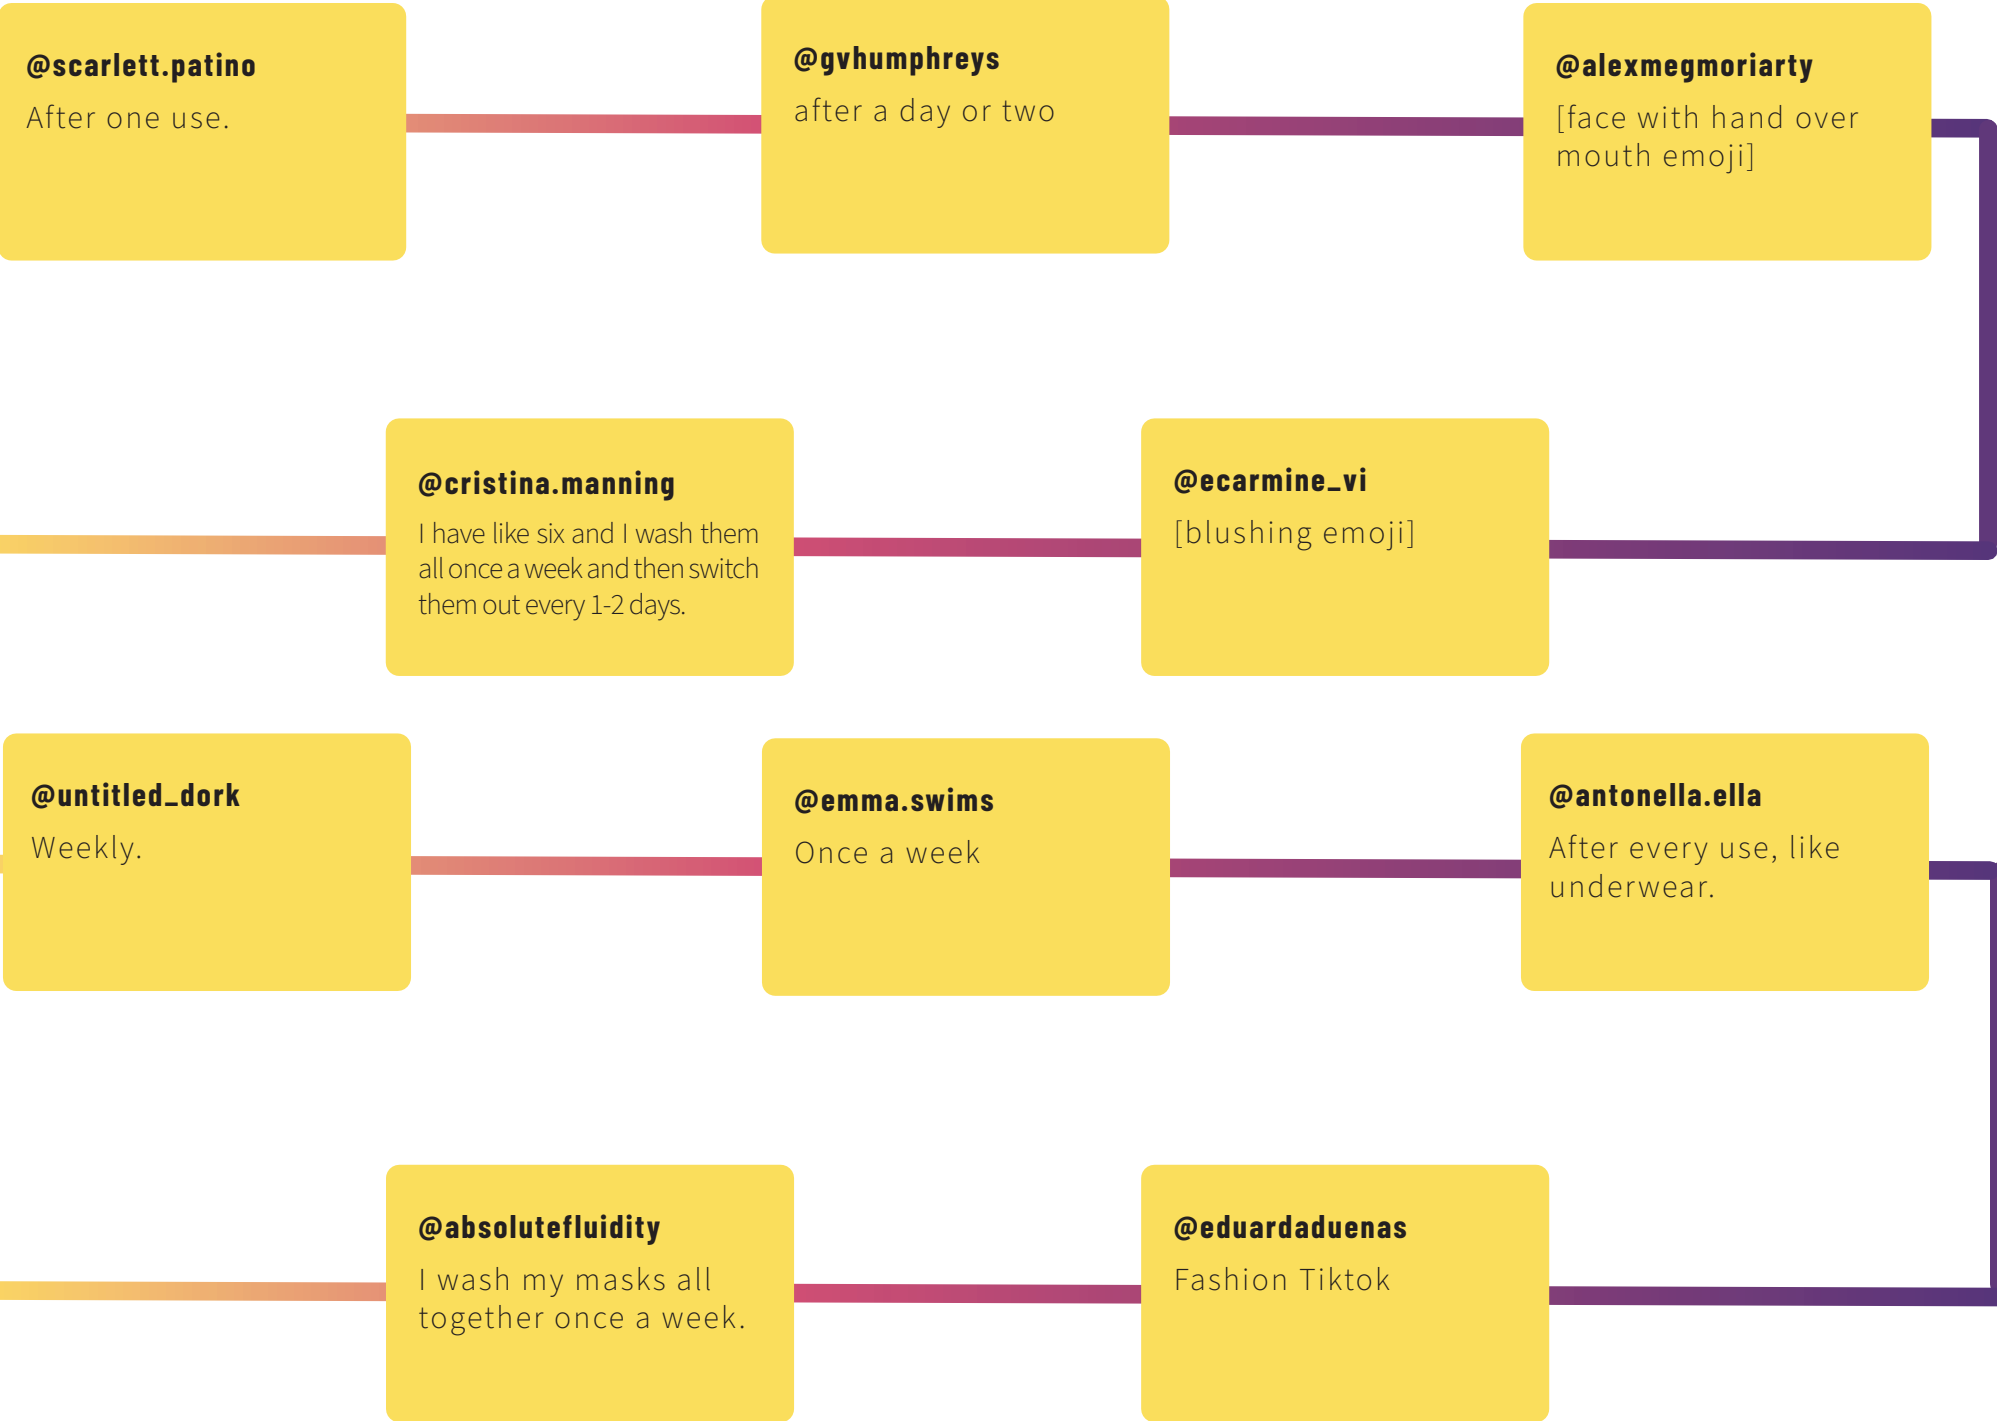 @scarlett.patino
After one use.
@gvhumphreys
after a day or two
@alexmegmoriarty
[face with hand over
mouth emoji]
@cristina.manning
I have like six and I wash them
all once a week and then switch
them out every 1-2 days.
@ecarmine_vi
[blushing emoji]
@untitled_dork
Weekly.
@emma.swims
Once a week
@antonella.ella
After every use, like
underwear.
@absolutefluidity
I wash my masks all
together once a week.
@eduardaduenas
Fashion Tiktok